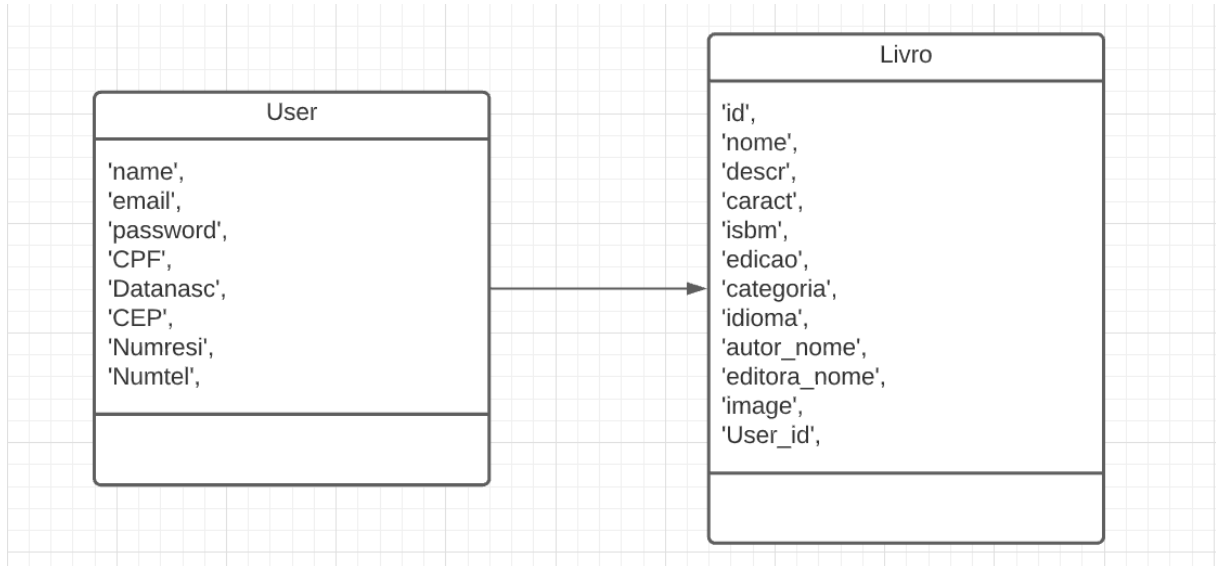 User
'name',
'email',
'password',
'CPF',
'Datanasc',
'CEP',
'Numresi',
'Numtel',
Livro
'id',
'nome',
'descr',
'caract',
'isbm',
'edicao',
'categoria',
'idioma',
'autor_nome',
'editora_nome',
'image',
'User_id',